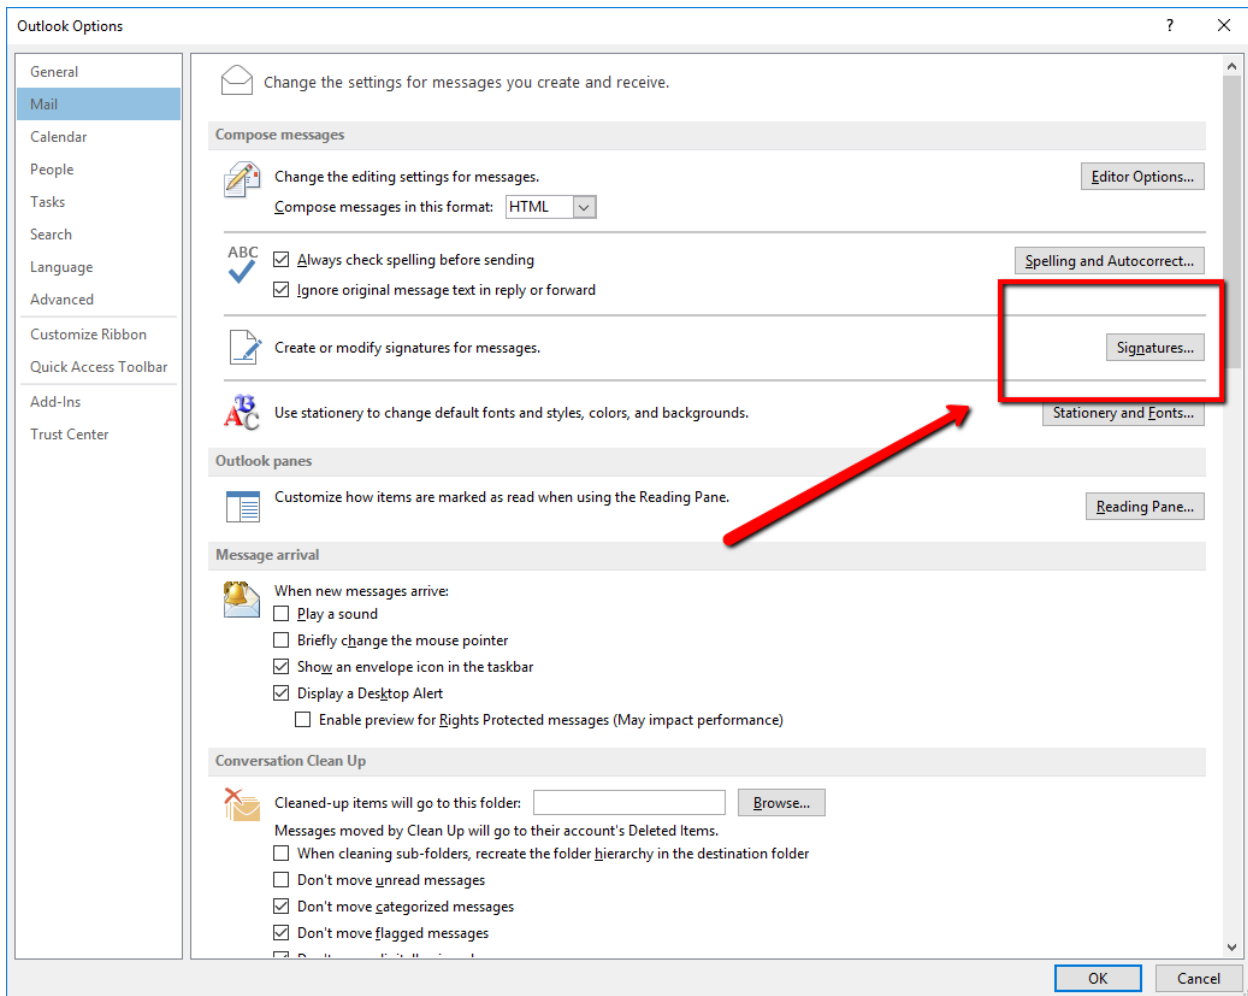 Outlook Options
?
General
Mail
Calendar
People
Tasks
Search
Language
Advanced
Customize Ribbon
Quick Access Toolbar
Add-Ins
Trust Center
Change the settings for messages you create and receive.
Compose messages
Change the editing settings for messages.
Editor Options...
Compose messages in this format: HTML
ABC
Always check spelling before sending
Spelling and Autocorrect...
Ignore original message text in reply or forward
Create or modify signatures for messages.
Signatures...
Use stationery to change default fonts and styles, colors, and backgrounds.
Stationery and Fonts...
Outlook panes
Customize how items are marked as read when using the Reading Pane.
Reading Pane...
Message arrival
When new messages arrive:
Play a sound
Briefly change the mouse pointer
Show an envelope icon in the taskbar
Display a Desktop Alert
Enable preview for Rights Protected messages (May impact performance)
Conversation Clean Up
Cleaned-up items will go to this folder:
Browse...
Messages moved by Clean Up will go to their account's Deleted Items.
When cleaning sub-folders, recreate the folder hierarchy in the destination folder
Don't move unread messages
Don't move categorized messages
Don't move flagged messages
OK
Cancel